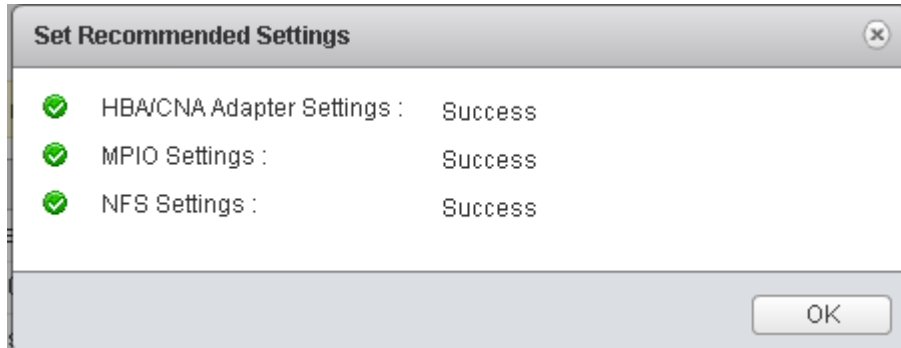 Set Recommended Settings
HBA/CNA Adapter Settings : Success
MPIO Settings : Success
NFS Settings : Success
OK